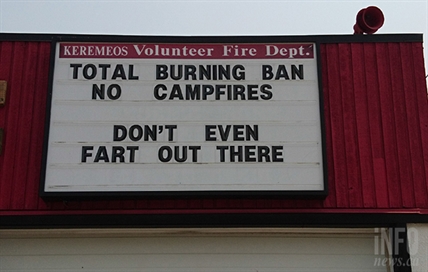 KEREMEOS Volunteer Fire Dept.
TOTAL BURNING BAN
NO CAMPFIRES
DON'T EVEN
FART OUT THERE
iNFO
news.ca